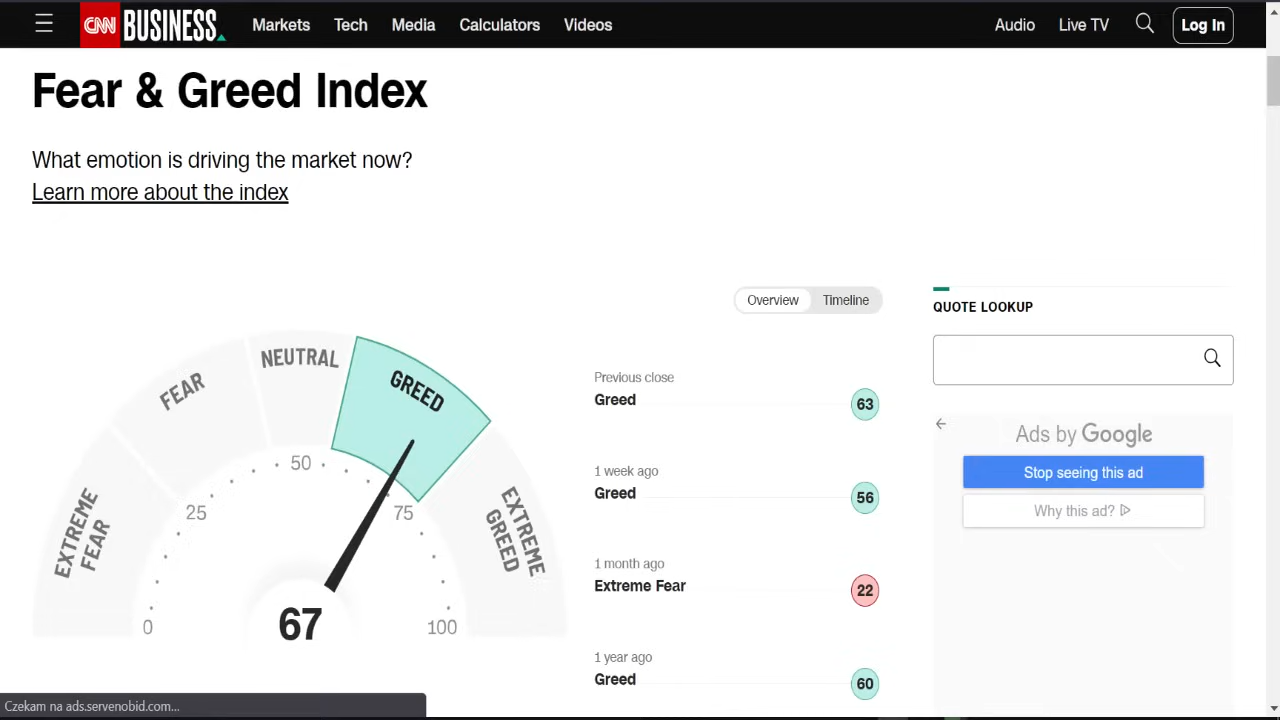 CNN BUSINESS
Markets
Tech
Media
Calculators
Videos
Audio
Live TV
Log In
Fear & Greed Index
What emotion is driving the market now?
Learn more about the index
Overview
Timeline
EXTREME
FEAR
FEAR
NEUTRAL
GREED
EXTREME
GREED
0
25
50
75
100
67
Previous close
Greed
63
1 week ago
Greed
56
1 month ago
Extreme Fear
22
1 year ago
Greed
60
QUOTE LOOKUP
Ads by Google
Stop seeing this ad
Why this ad?
Czekam na ads.servenobid.com...